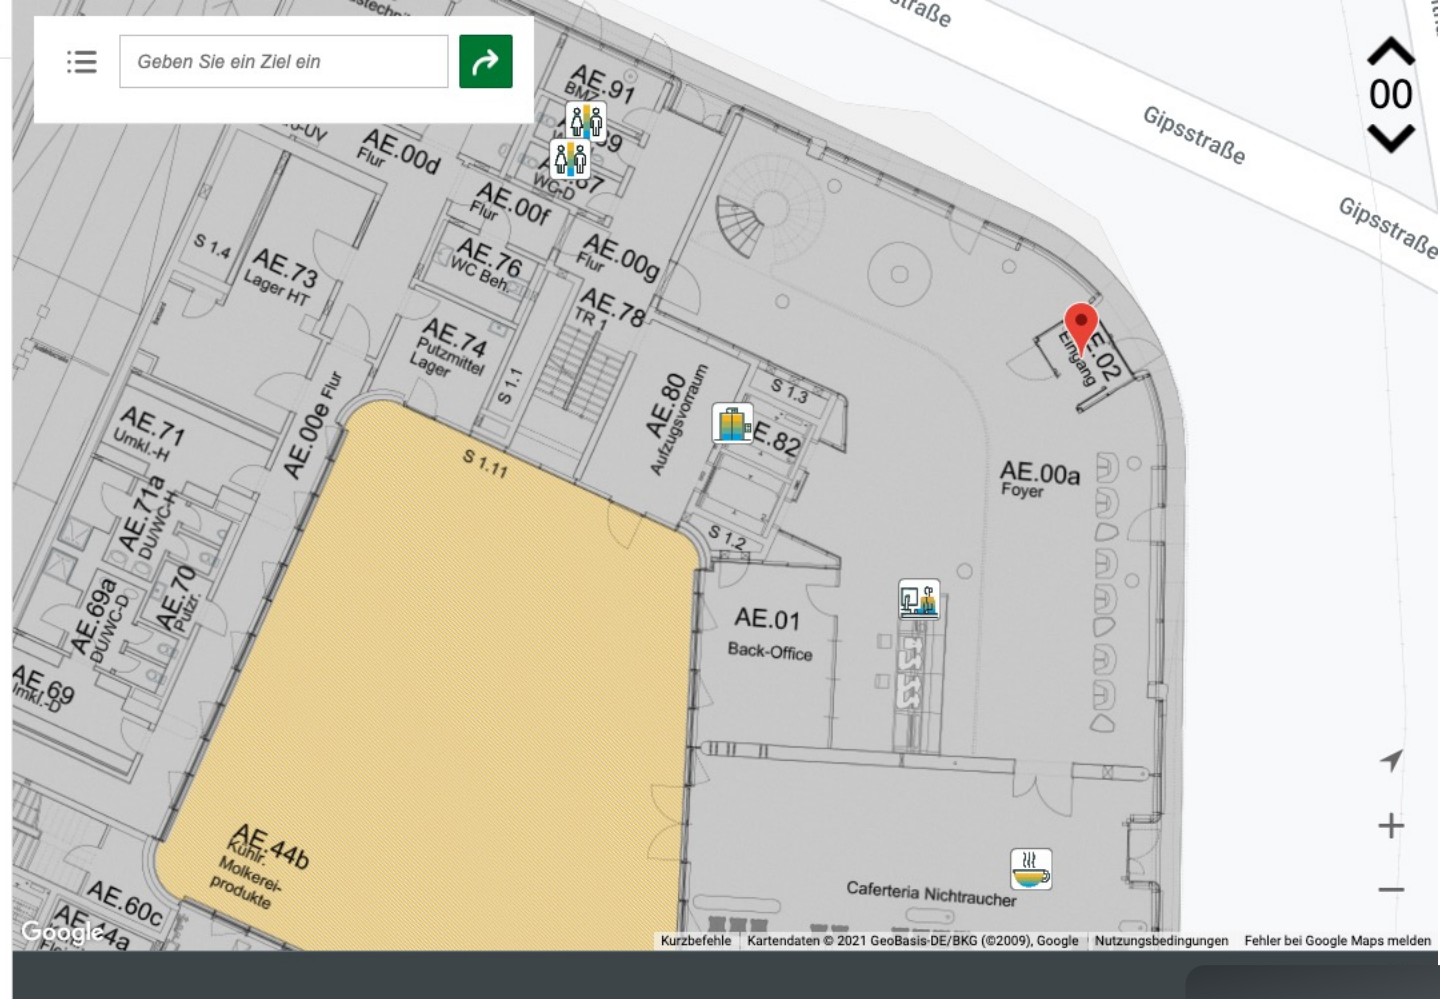 Geben Sie ein Ziel ein
00
straße
Gipsstraße
Gipsstraße
AE.91
BMZ
WC-D
AE.00d
Flur
AE.00f
Flur
AE.76
WC Beh.
AE.00g
Flur
AE.78
TR 1
S 1.4
AE.73
Lager HT
AE.74
Putzmittel
Lager
S 1.1
AE.00e Flur
AE.80
Aufzugsvorraum
S 1.3
E.82
E.02
Eingang
AE.00a
Foyer
AE.71
Umkl.-H
S 1.11
AE.71a
DU/WC-H
S 1.2
AE.70
Putzr.
AE.69a
DU/WC-D
AE.01
Back-Office
AE.69
Umkl.-D
AE.44b
Kühlr.
Molkerei-
produkte
Caferteria Nichtraucher
AE.60c
Google
Kurzbefehle
Kartendaten © 2021 GeoBasis-DE/BKG (©2009), Google
Nutzungsbedingungen
Fehler bei Google Maps melden